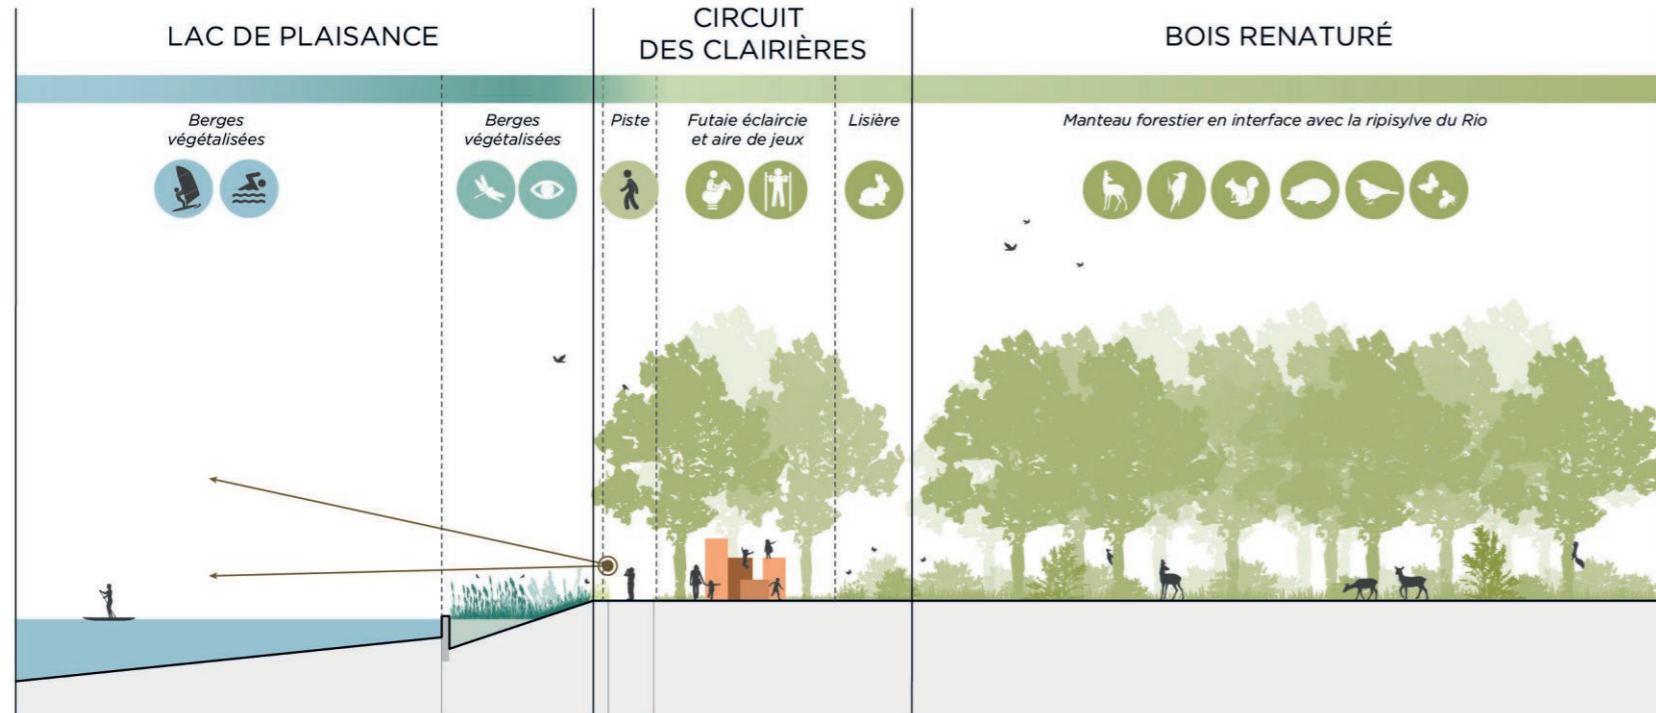 LAC DE PLAISANCE
CIRCUIT
DES CLAIRIÈRES
BOIS RENATURÉ
Berges
végétalisées
Berges
végétalisées
Piste
Futaie éclaircie
et aire de jeux
Lisière
Manteau forestier en interface avec la ripisylve du Rio